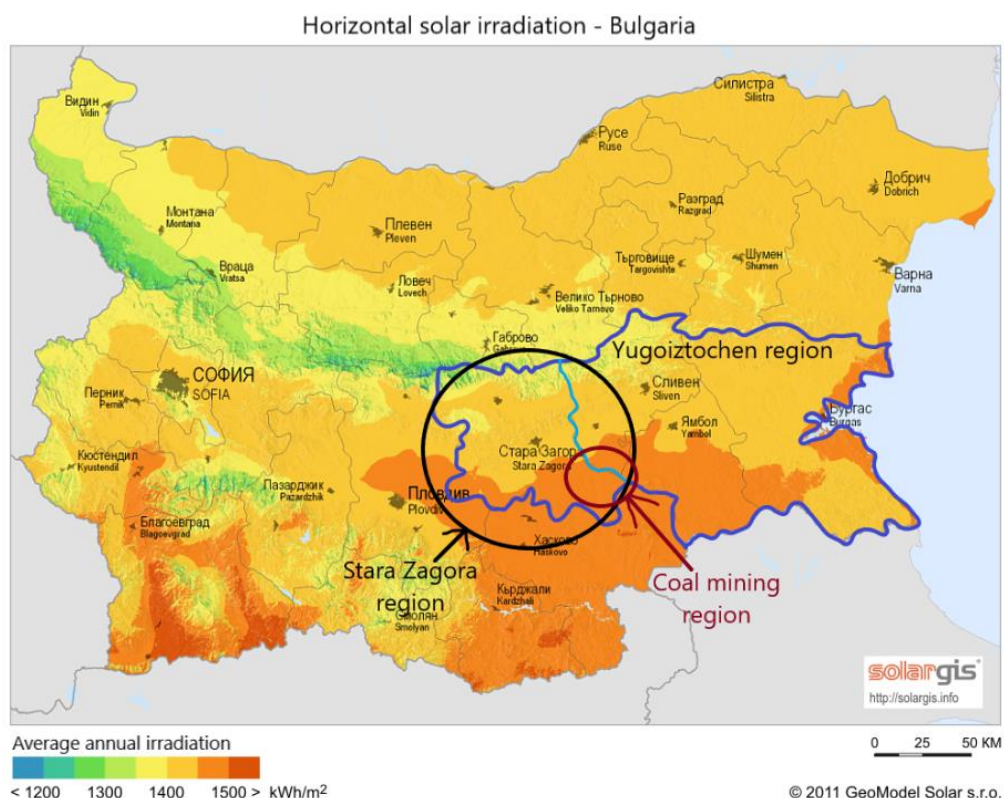 Horizontal solar irradiation - Bulgaria
Силистра
Silistra
Видин
Vidin
Русе
Ruse
Добрич
Dobrich
Разград
Razgrad
Монтана
Montana
Плевен
Pleven
Търговище
Targovishte
Шумен
Shumen
Враца
Vratsa
Варна
Varna
Ловеч
Lovech
Велико Търново
Veliko Tarnovo
Габрово
Yugoiztochen region
СОФИЯ
SOFIA
Сливен
Sliven
Перник
Pernik
Бургас
Burgas
Ямбол
Yambol
Кюстендил
Kyustendil
Стара Загор
Stara Zagora
Пазарджик
Pazardzhik
Пловдив
Plovdiv
Благоевград
Blagoevgrad
Хасково
Haskovo
Stara Zagora
region
Coal mining
region
Кърджали
Kardzhali
Смолян
Smolyan
solargis
http://solargis.info
Average annual irradiation
0 25 50 KM
< 1200 1300 1400 1500 > kWh/m²
© 2011 GeoModel Solar s.r.o.